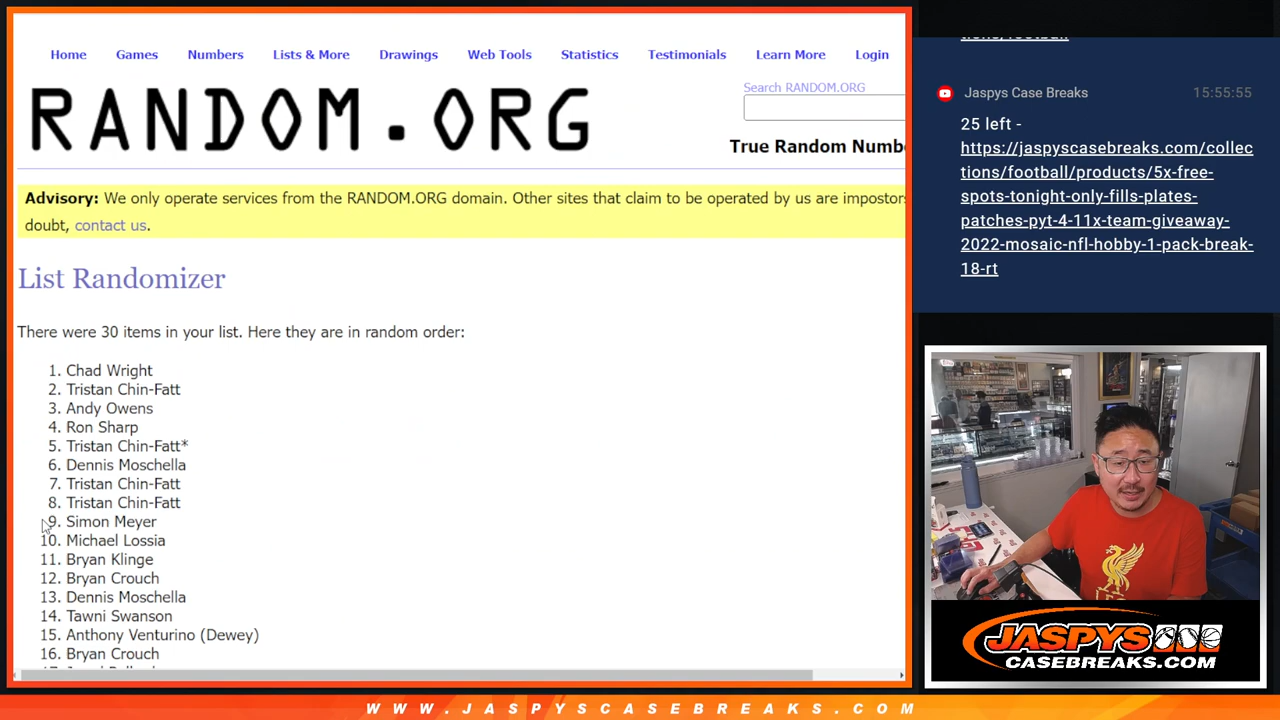 Home Games Numbers Lists & More Drawings Web Tools Statistics Testimonials Learn More Login
RANDOM.ORG
Search RANDOM.ORG
True Random Numbe
Advisory: We only operate services from the RANDOM.ORG domain. Other sites that claim to be operated by us are impostors
doubt, contact us.
List Randomizer
There were 30 items in your list. Here they are in random order:
1. Chad Wright
2. Tristan Chin-Fatt
3. Andy Owens
4. Ron Sharp
5. Tristan Chin-Fatt*
6. Dennis Moschella
7. Tristan Chin-Fatt
8. Tristan Chin-Fatt
9. Simon Meyer
10. Michael Lossia
11. Bryan Klinge
12. Bryan Crouch
13. Dennis Moschella
14. Tawni Swanson
15. Anthony Venturino (Dewey)
16. Bryan Crouch
tions/football
Jaspys Case Breaks 15:55:55
25 left -
https://jaspyscasebreaks.com/collec
tions/football/products/5x-free-
spots-tonight-only-fills-plates-
patches-pyt-4-11x-team-giveaway-
2022-mosaic-nfl-hobby-1-pack-break-
18-rt
JASPYS
CASEBREAKS.COM
WWW.JASPYSCASEBREAKS.COM